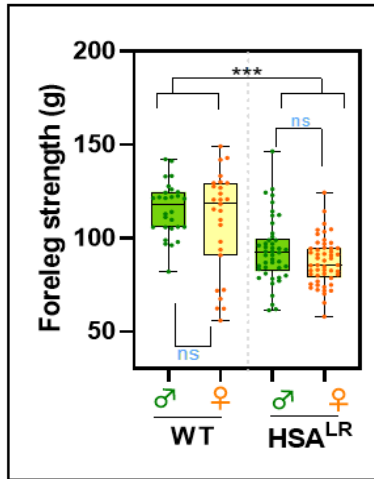 200
***
ns
150
Foreleg strength (g)
100
50
ns
♂ ♀ ♂ ♀
WT HSA^LR